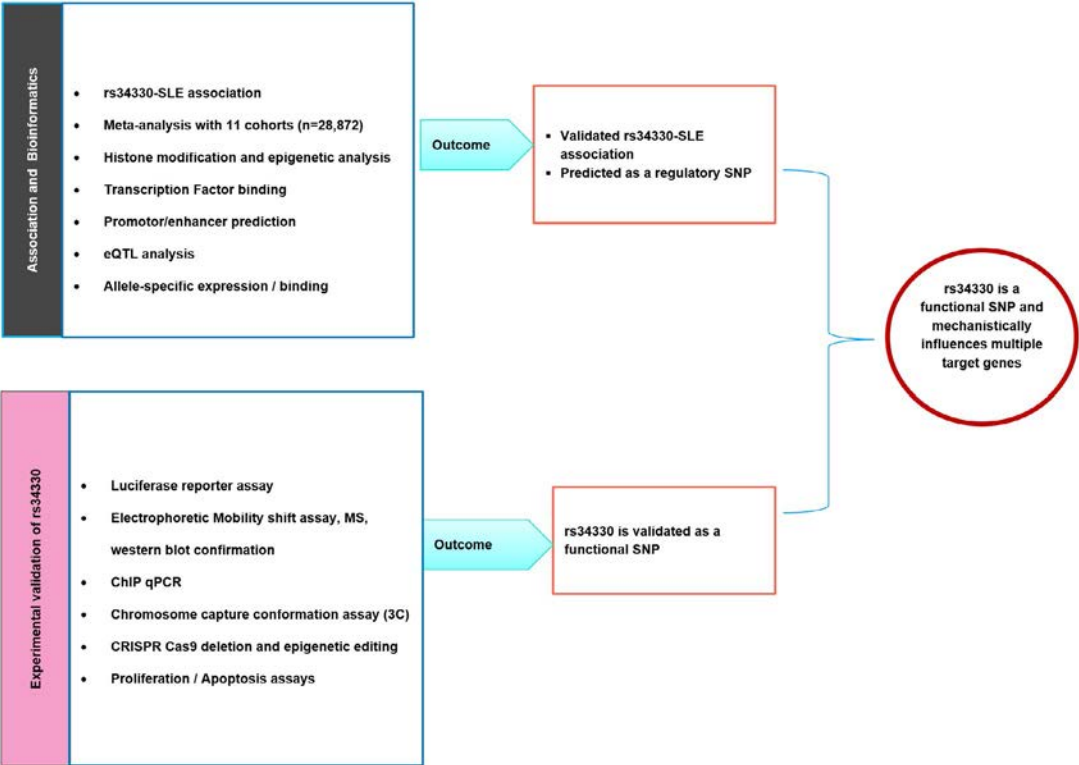 Association and Bioinformatics
• rs34330-SLE association
• Meta-analysis with 11 cohorts (n=28,872)
• Histone modification and epigenetic analysis
• Transcription Factor binding
• Promotor/enhancer prediction
• eQTL analysis
• Allele-specific expression / binding
Outcome
▪ Validated rs34330-SLE
association
▪ Predicted as a regulatory SNP
rs34330 is a
functional SNP and
mechanistically
influences multiple
target genes
Experimental validation of rs34330
• Luciferase reporter assay
• Electrophoretic Mobility shift assay, MS,
western blot confirmation
• ChIP qPCR
• Chromosome capture conformation assay (3C)
• CRISPR Cas9 deletion and epigenetic editing
• Proliferation / Apoptosis assays
Outcome
rs34330 is validated as a
functional SNP